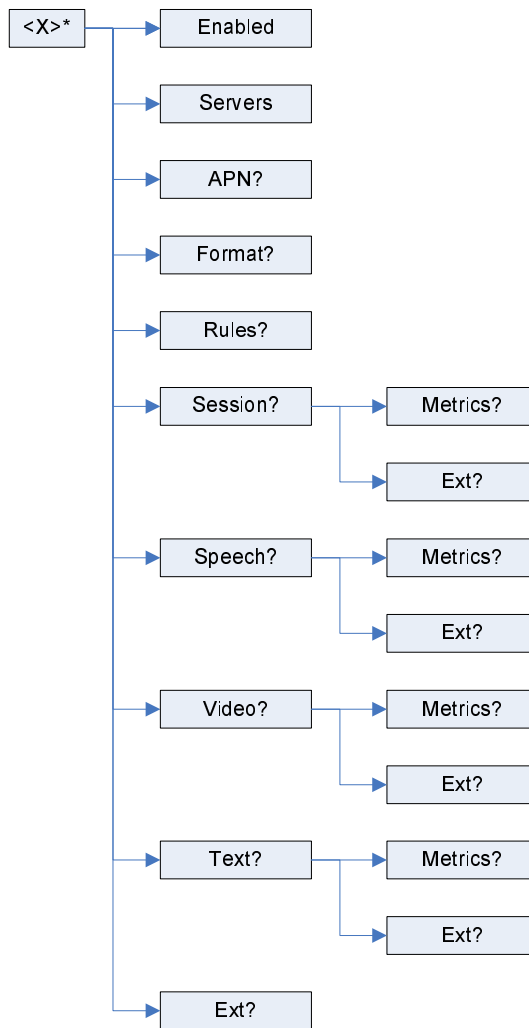 <X>*
Enabled
Servers
APN?
Format?
Rules?
Session?
Metrics?
Ext?
Speech?
Metrics?
Ext?
Video?
Metrics?
Ext?
Text?
Metrics?
Ext?
Ext?